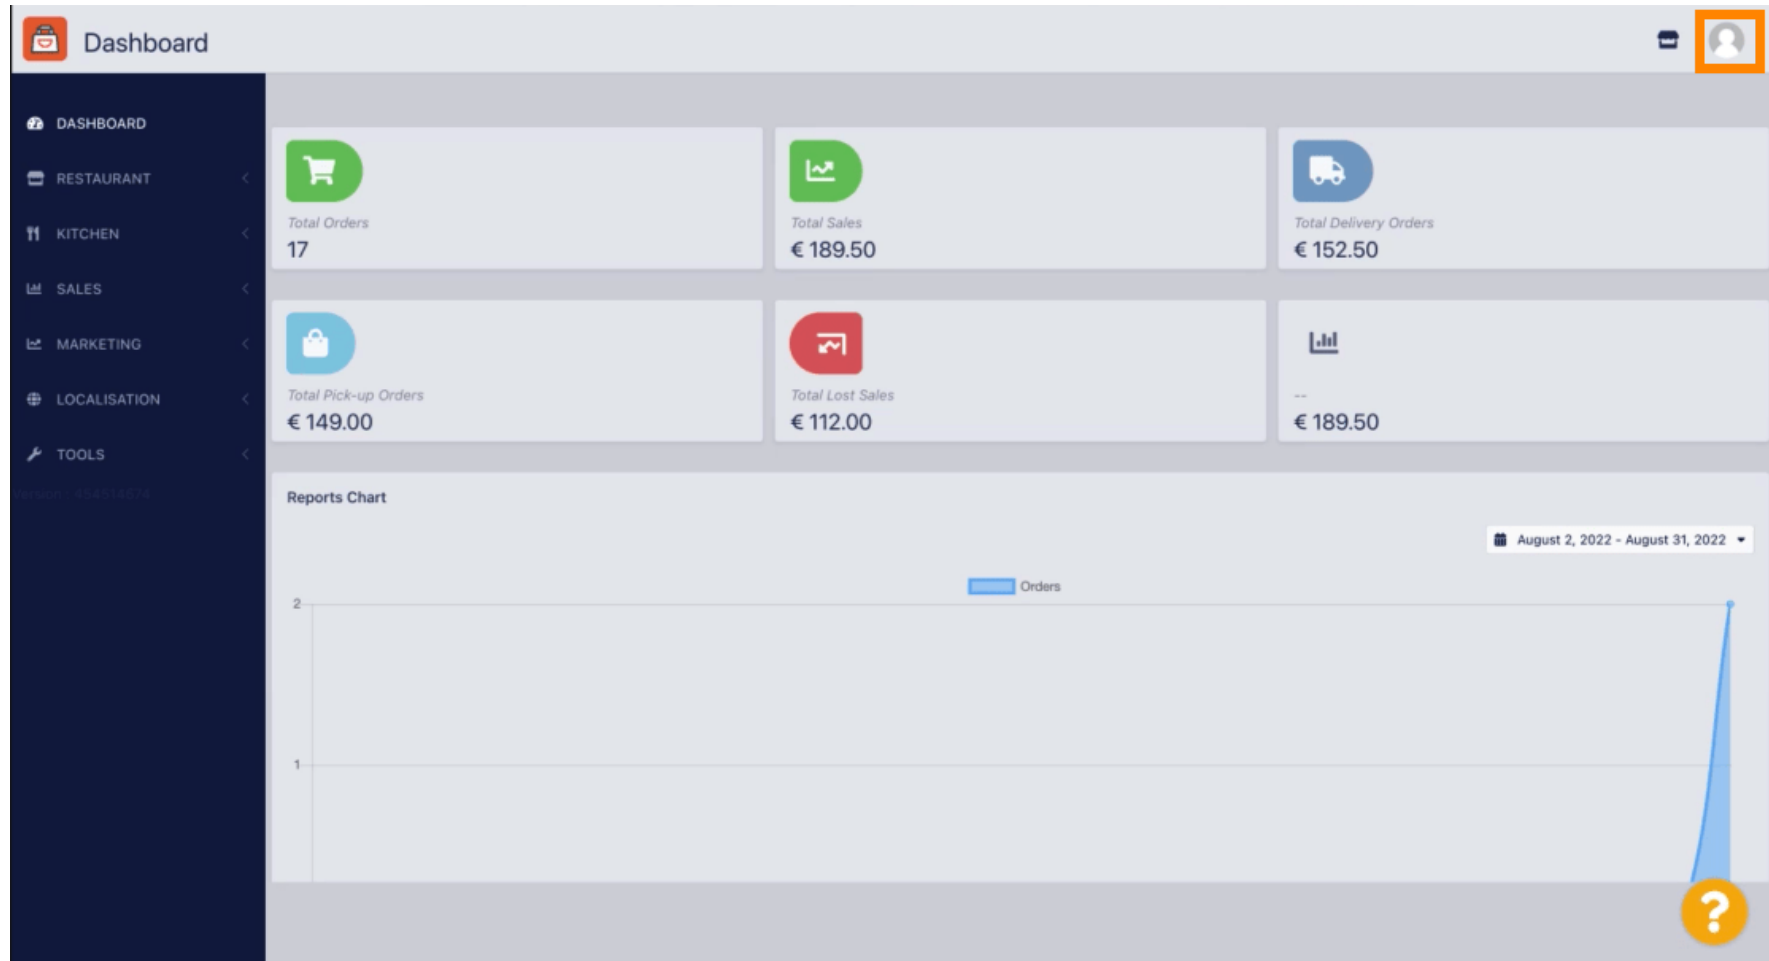 Dashboard
DASHBOARD
RESTAURANT
KITCHEN
SALES
MARKETING
LOCALISATION
TOOLS
Total Orders
17
Total Sales
€ 189.50
Total Delivery Orders
€ 152.50
Total Pick-up Orders
€ 149.00
Total Lost Sales
€ 112.00
--
€ 189.50
Reports Chart
August 2, 2022 - August 31, 2022
Orders
2
1
?